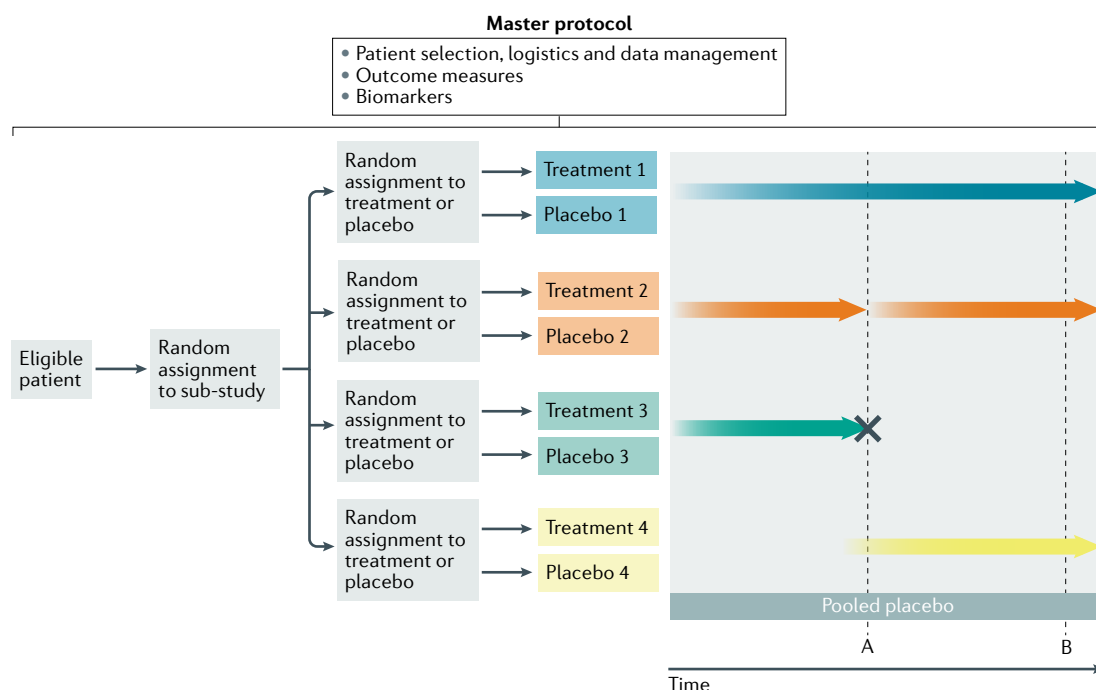 Master protocol
• Patient selection, logistics and data management
• Outcome measures
• Biomarkers
Eligible
patient
Random
assignment
to sub-study
Random
assignment to
treatment or
placebo
Treatment 1
Placebo 1
Random
assignment to
treatment or
placebo
Treatment 2
Placebo 2
Random
assignment to
treatment or
placebo
Treatment 3
Placebo 3
Random
assignment to
treatment or
placebo
Treatment 4
Placebo 4
Pooled placebo
A
B
Time